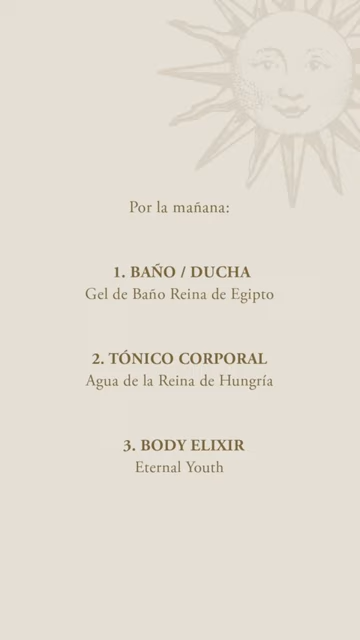 Por la mañana:
1. BAÑO / DUCHA
Gel de Baño Reina de Egipto
2. TÓNICO CORPORAL
Agua de la Reina de Hungría
3. BODY ELIXIR
Eternal Youth